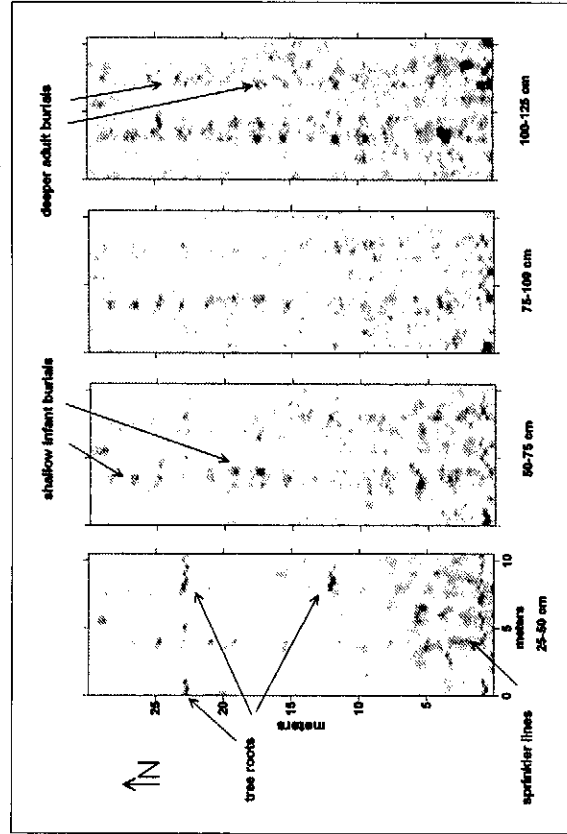 N
deeper adult burials
shallow infant burials
tree roots
sprinkler lines
meters
25
20
15
10
5
0
5
10
meters
25-50 cm
50-75 cm
75-100 cm
100-125 cm